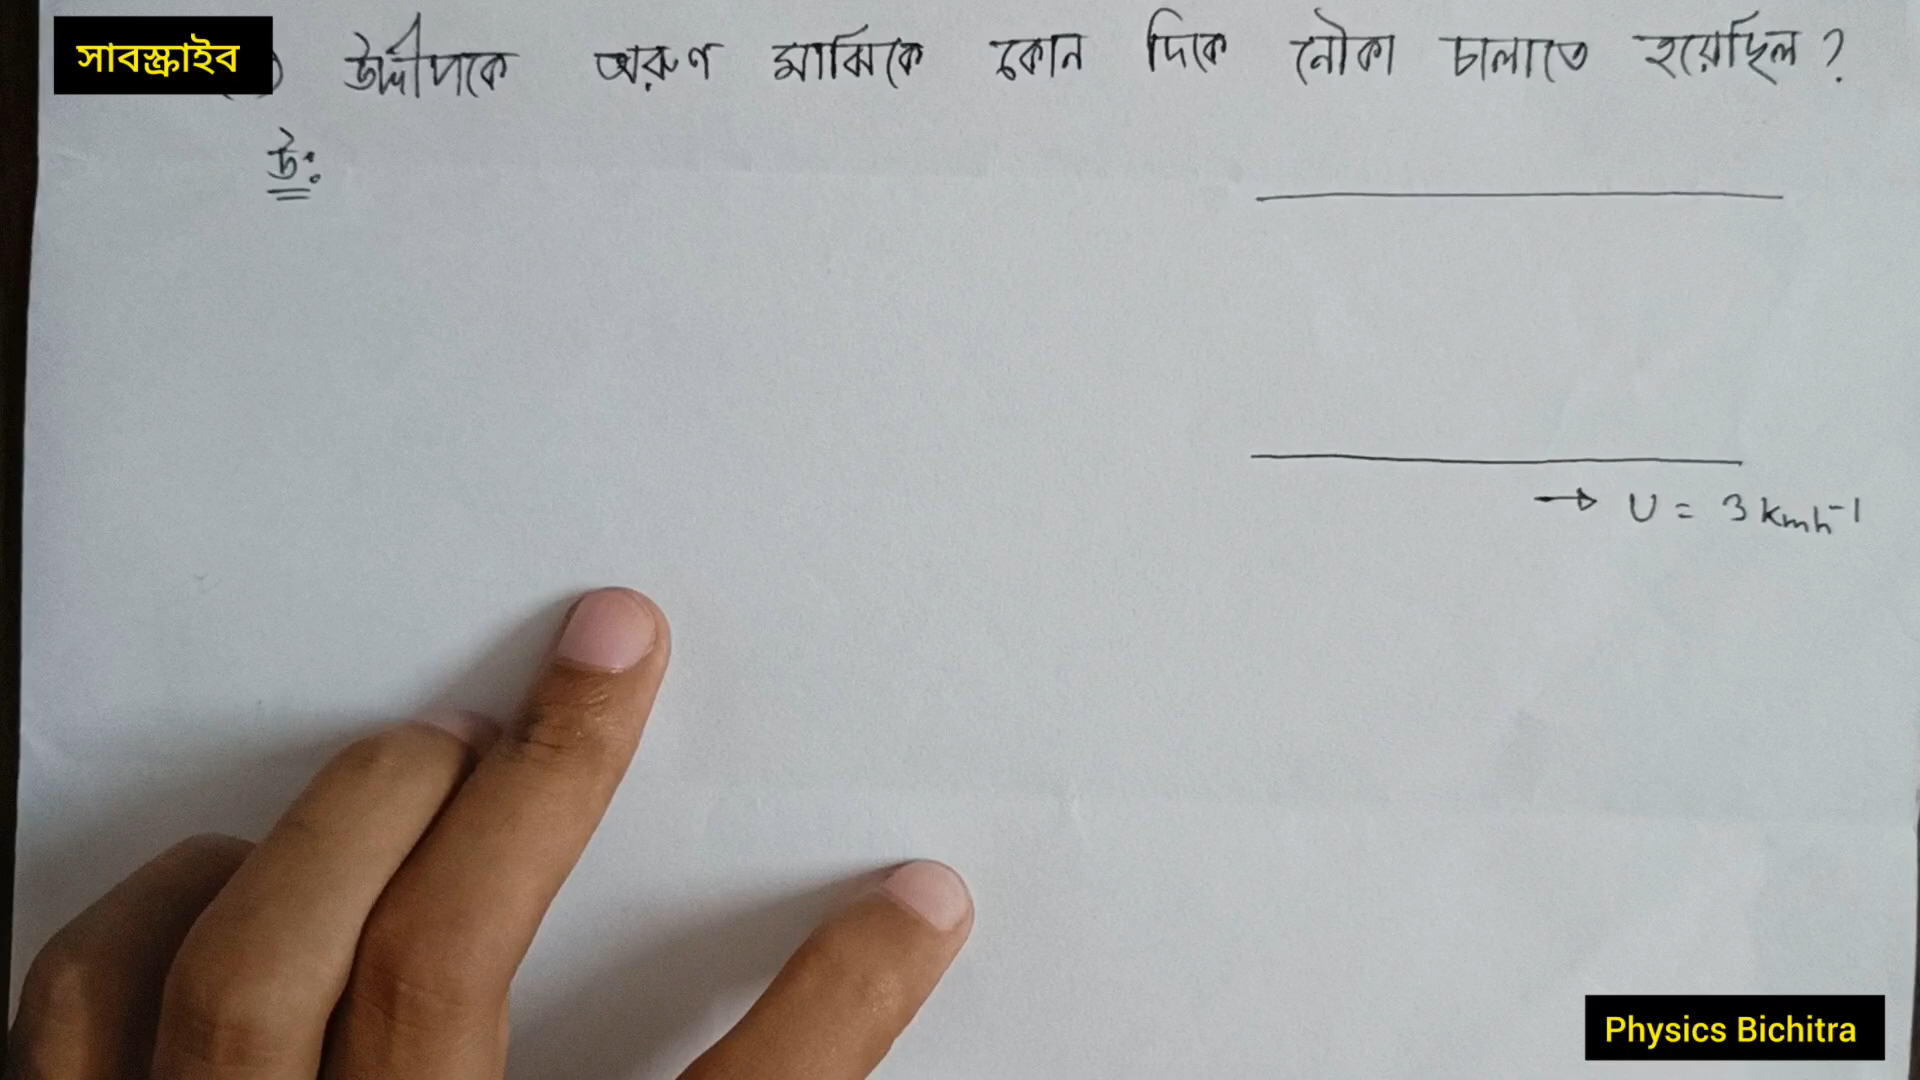 সাবস্ক্রাইব
উদ্দীপকে অরুণ মাঝিকে কোন দিকে নৌকা চালাতে হয়েছিল?
উ:
→ U = 3 kmh⁻¹
Physics Bichitra